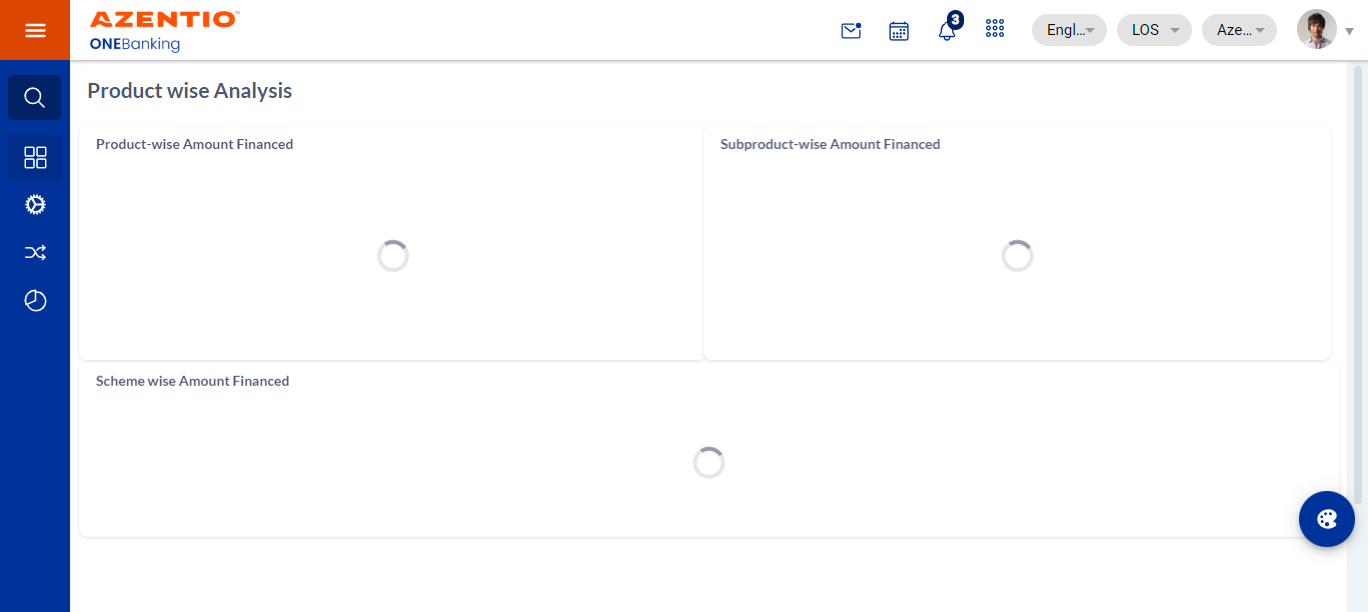 AZENTIO™
ONEBanking
3
Engl...
LOS
Aze...
Product wise Analysis
Product-wise Amount Financed
Subproduct-wise Amount Financed
Scheme wise Amount Financed